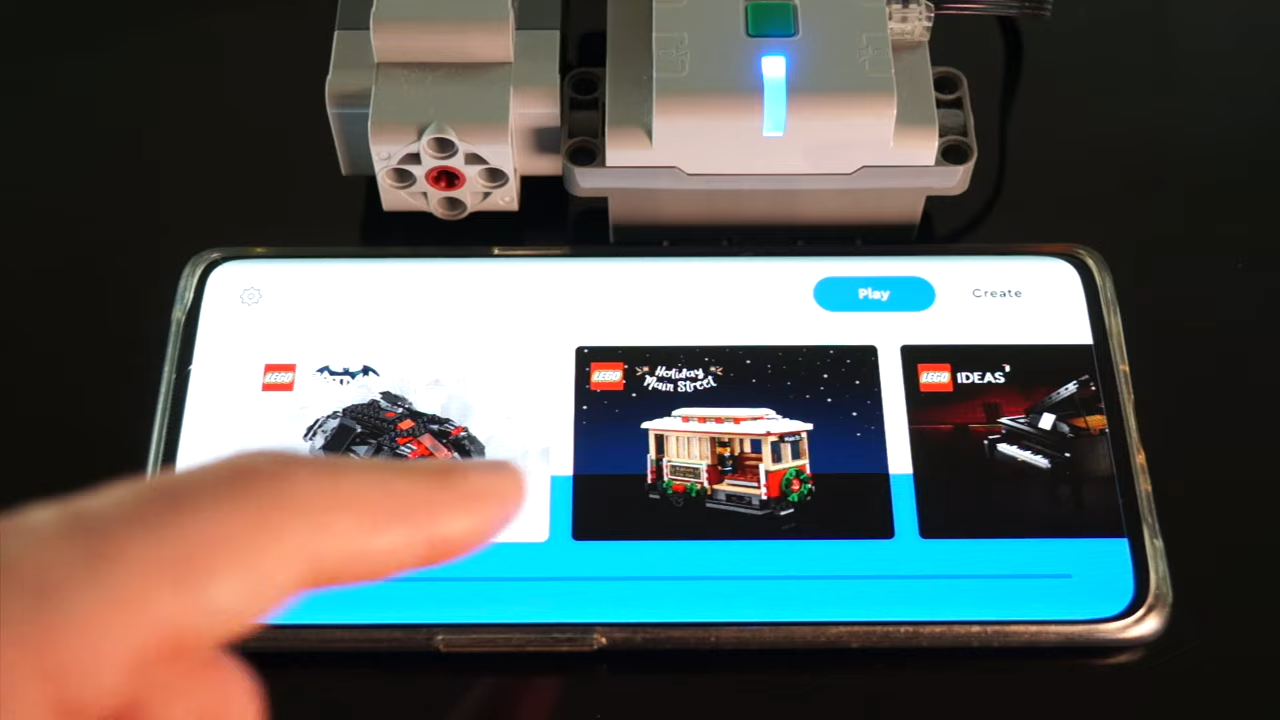 Play
Create
LEGO
LEGO
Holiday
Main Street
LEGO
IDEAS